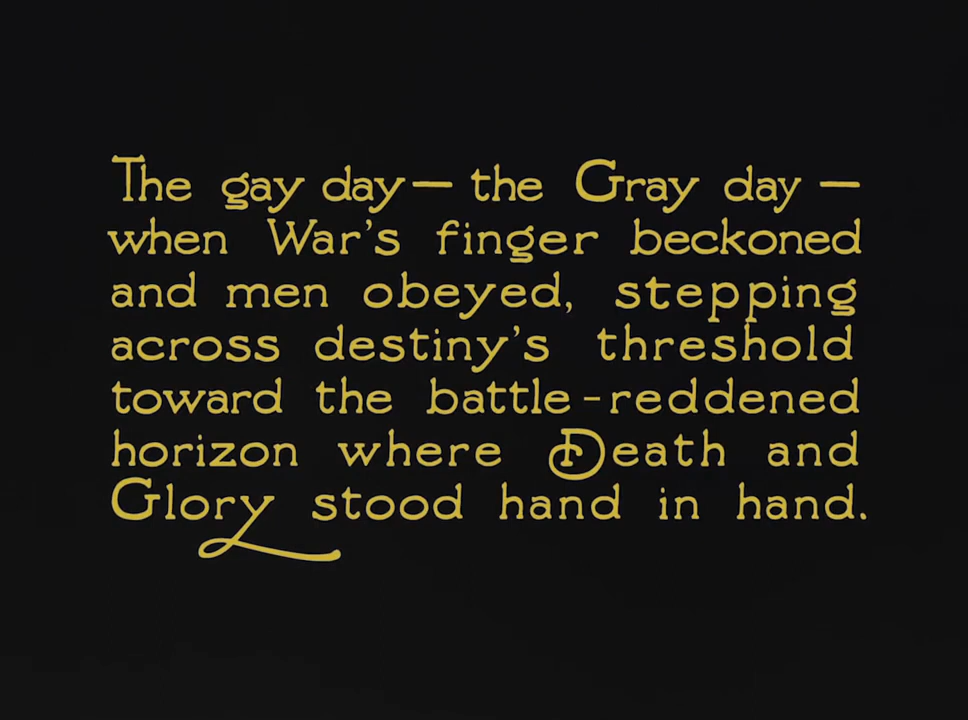 The gay day — the Gray day —
when War's finger beckoned
and men obeyed, stepping
across destiny's threshold
toward the battle-reddened
horizon where Death and
Glory stood hand in hand.